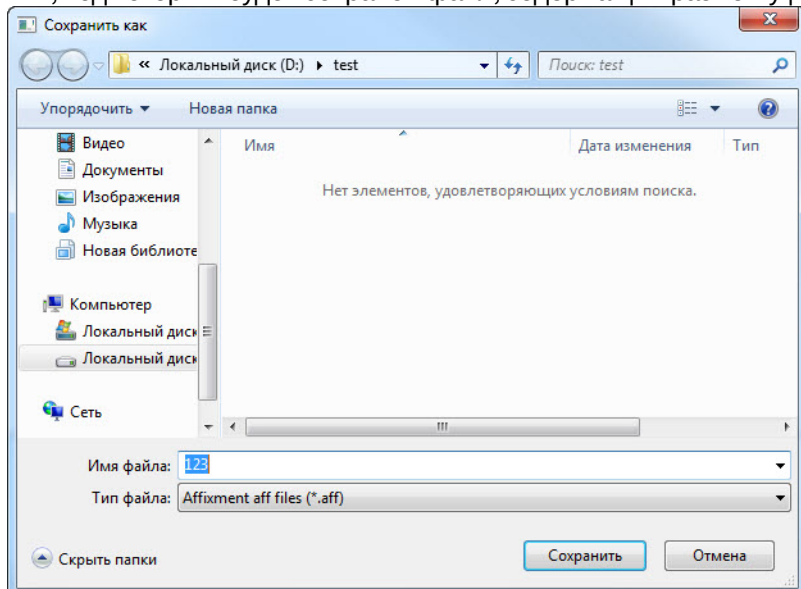 Сохранить как
« Локальный диск (D:) ▸ test
Поиск: test
Упорядочить
Новая папка
Видео
Документы
Изображения
Музыка
Новая библиоте
Компьютер
Локальный диск
Локальный диск
Сеть
Имя
Дата изменения
Тип
Нет элементов, удовлетворяющих условиям поиска.
Имя файла: 123
Тип файла: Affixment aff files (*.aff)
Скрыть папки
Сохранить
Отмена